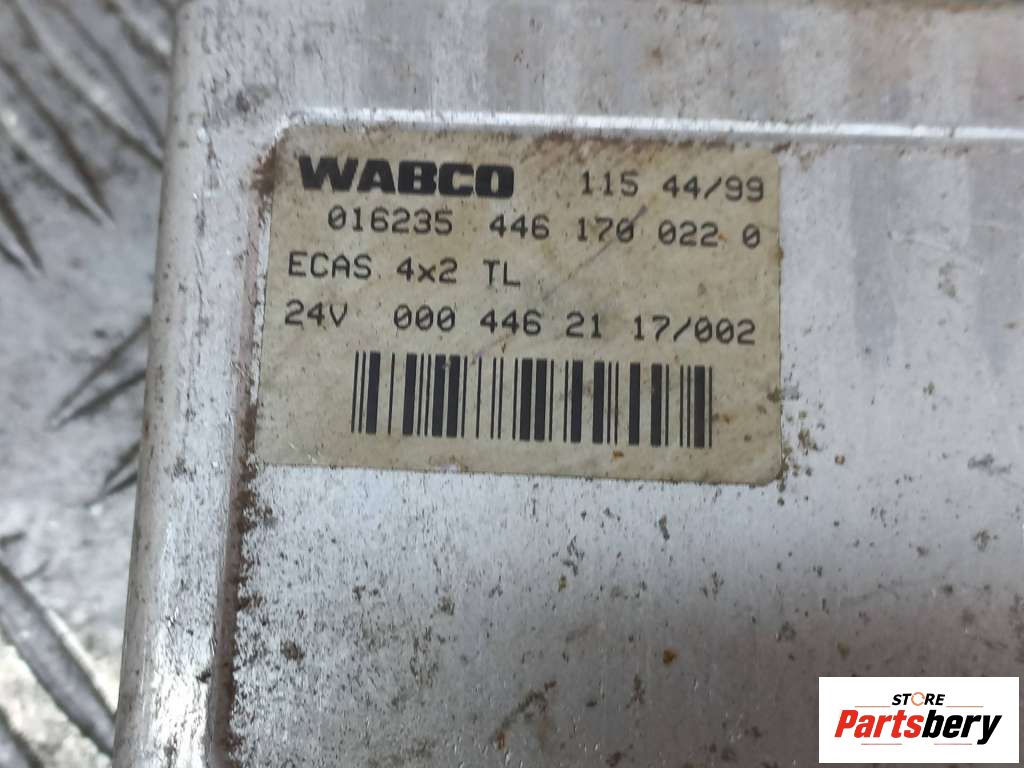 WABCO 115 44/99
016235 446 170 022 0
ECAS 4x2 TL
24V 000 446 21 17/002
STORE
Partsbery